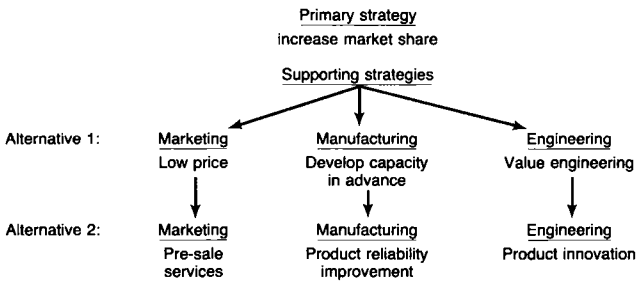 Primary strategy
increase market share
Supporting strategies
Alternative 1: Marketing Manufacturing Engineering
Low price Develop capacity Value engineering
in advance
Alternative 2: Marketing Manufacturing Engineering
Pre-sale Product reliability Product innovation
services improvement